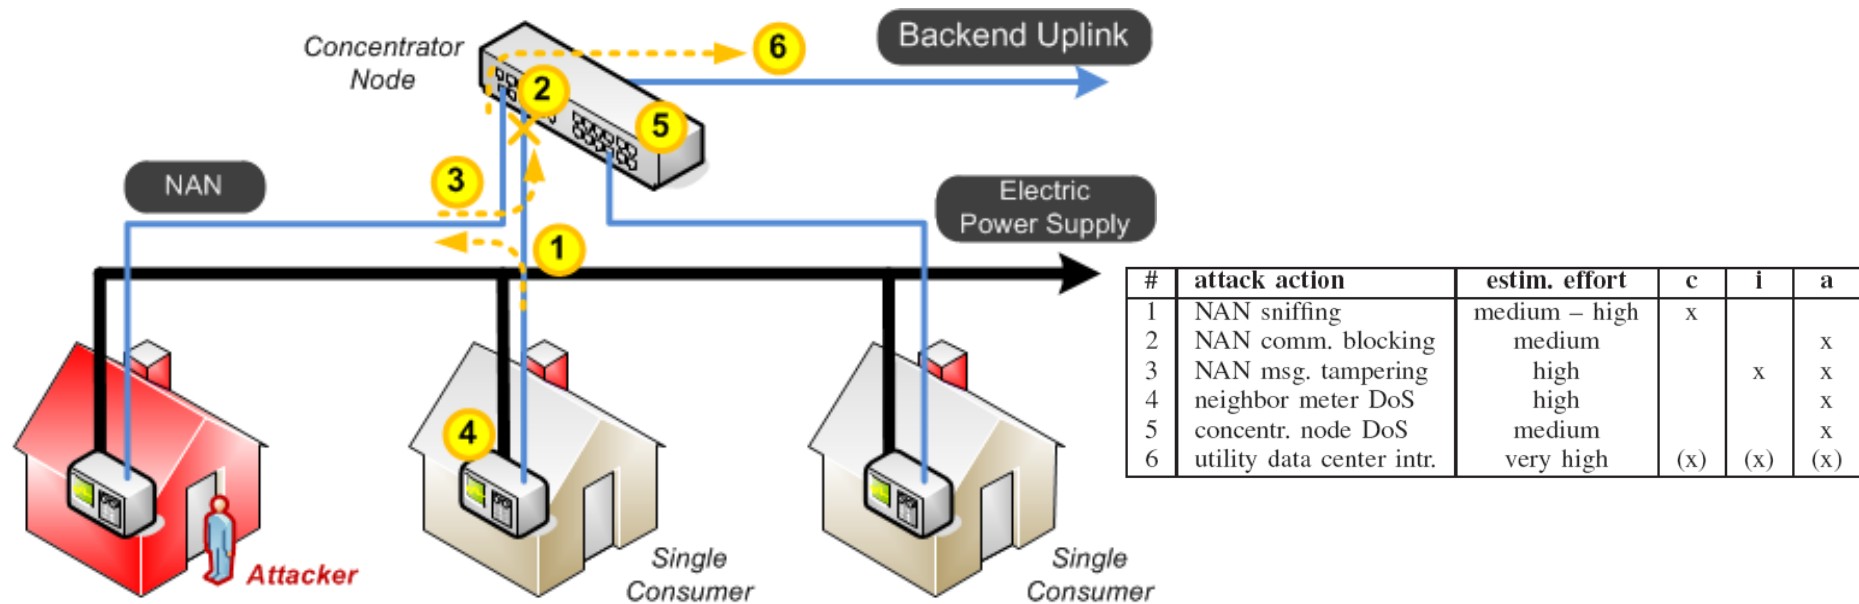 Concentrator
Node
6
Backend Uplink
2
5
NAN
3
Electric
Power Supply
1
4
Attacker
Single
Consumer
Single
Consumer
# attack action estim. effort c i a
1 NAN sniffing medium – high x
2 NAN comm. blocking medium x
3 NAN msg. tampering high x x
4 neighbor meter DoS high x
5 concentr. node DoS medium x
6 utility data center intr. very high (x) (x) (x)